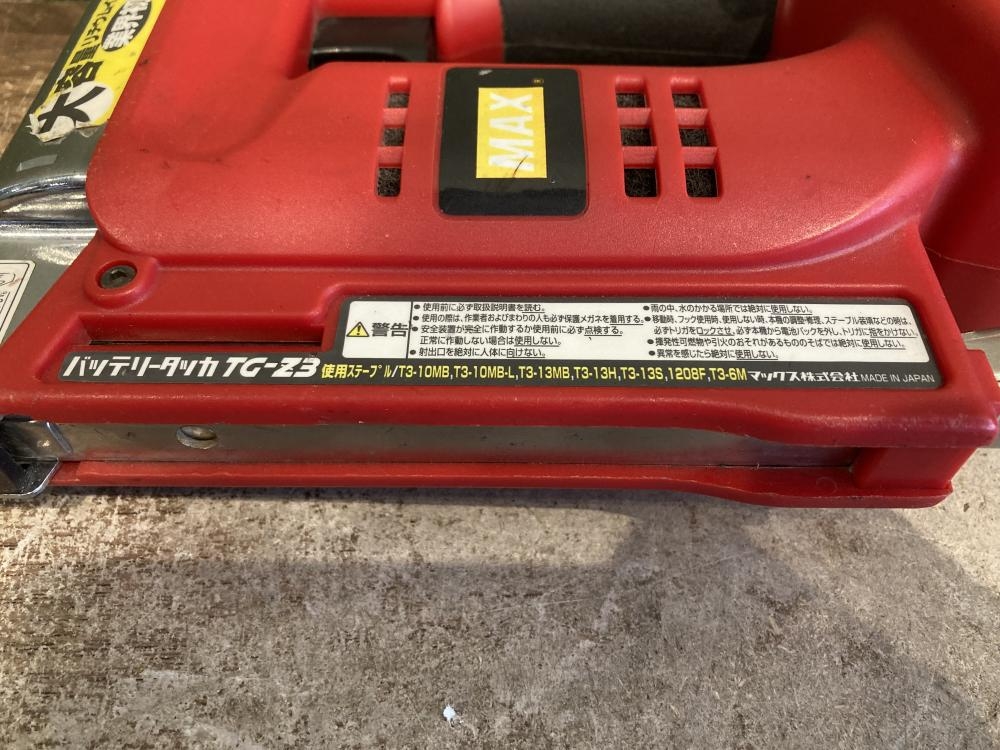 大容量リチウムイ
業界初
MAX
警告
●使用前に必ず取扱説明書を読む。
●使用の際は、作業者およびまわりの人も必ず保護メガネを着用する。
●安全装置が完全に作動するか使用前に必ず点検する。
正常に作動しない場合は使用しない。
●射出口を絶対に人体に向けない。
●雨の中、水のかかる場所では絶対に使用しない。
●移動時、フック使用時、使用しない時、本機の調整・修理、ステープル装填などの時は、
必ずトリガをロックさせ、必ず本機から電池パックを外し、トリガに指をかけない。
●揮発性可燃物や引火のおそれがあるもののそばでは絶対に使用しない。
●異常を感じたら絶対に使用しない。
バッテリータッカ TG-Z3 使用ステープル/T3-10MB,T3-10MB-L,T3-13MB,T3-13H,T3-13S,1208F,T3-6M マックス株式会社 MADE IN JAPAN